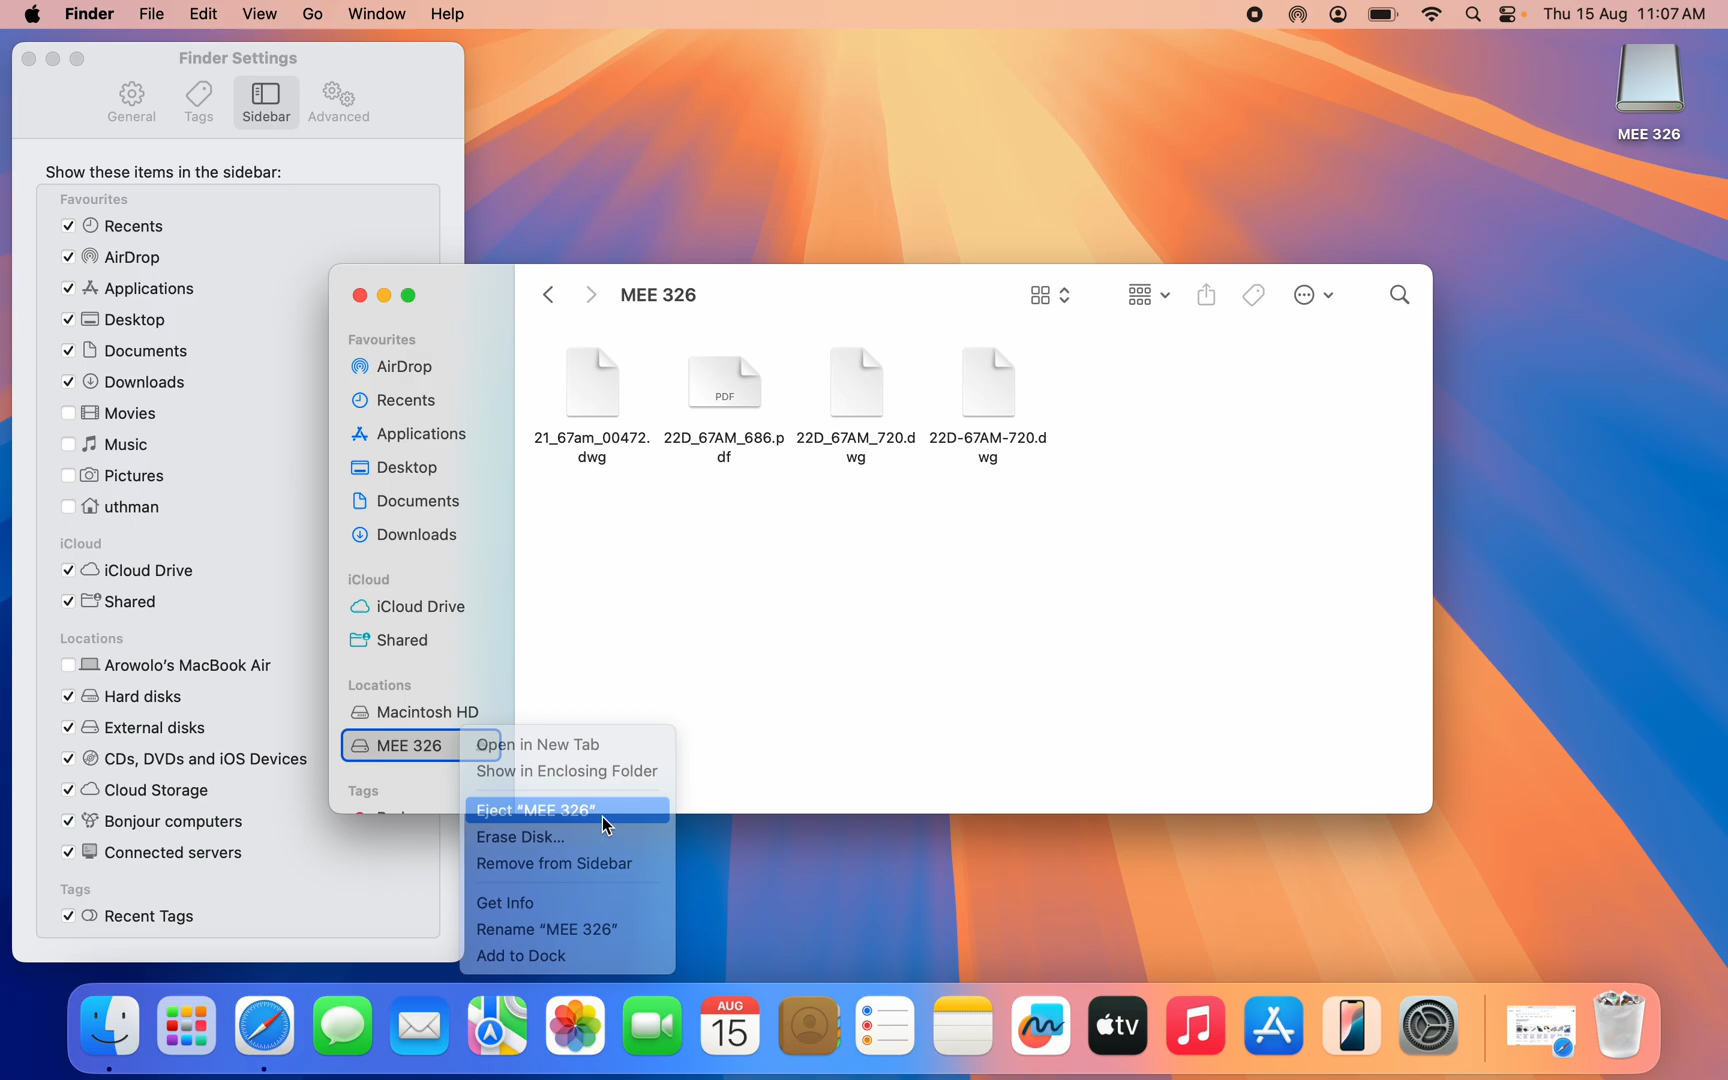 Finder File Edit View Go Window Help
Thu 15 Aug 11:07 AM
Finder Settings
General Tags Sidebar Advanced
Show these items in the sidebar:
Favourites
Recents
AirDrop
Applications
Desktop
Documents
Downloads
Movies
Music
Pictures
uthman
iCloud
iCloud Drive
Shared
Locations
Arowolo's MacBook Air
Hard disks
External disks
CDs, DVDs and iOS Devices
Cloud Storage
Bonjour computers
Connected servers
Tags
Recent Tags
MEE 326
Favourites
AirDrop
Recents
Applications
Desktop
Documents
Downloads
iCloud
iCloud Drive
Shared
Locations
Macintosh HD
MEE 326
Tags
PDF
21_67am_00472.
dwg
22D_67AM_686.p
df
22D_67AM_720.d
wg
22D-67AM-720.d
wg
Open in New Tab
Show in Enclosing Folder
Eject “MEE 326”
Erase Disk...
Remove from Sidebar
Get Info
Rename “MEE 326”
Add to Dock
MEE 326
AUG
15
tv